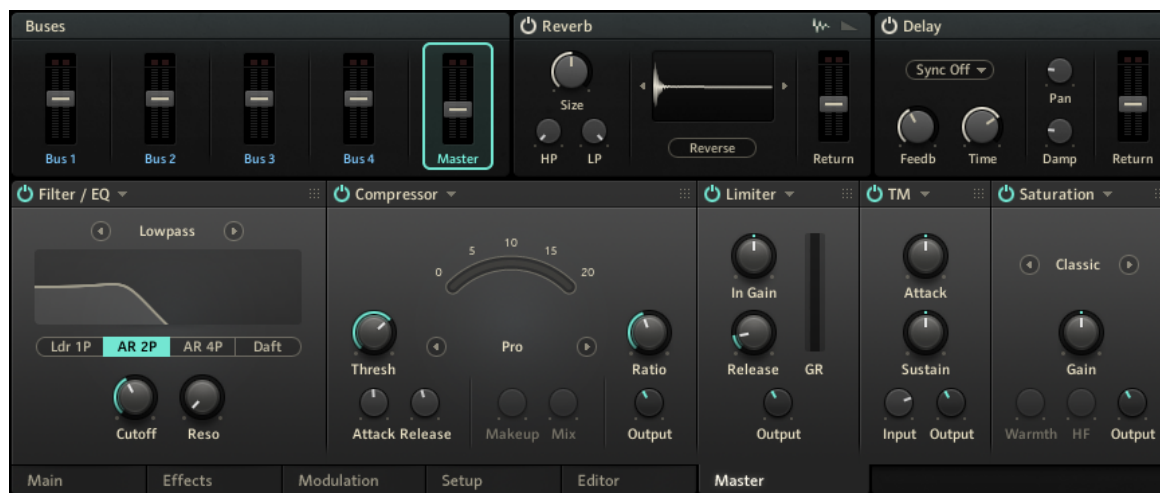 Buses
Reverb
Delay
Sync Off
Size
Pan
HP LP
Reverse
Bus 1 Bus 2 Bus 3 Bus 4 Master
Return
Feedb Time Damp Return
Filter / EQ
Compressor
Limiter
TM
Saturation
Lowpass
Ldr 1P AR 2P AR 4P Daft
Cutoff Reso
0 5 10 15 20
Thresh
Pro
Ratio
Attack Release Makeup Mix Output
In Gain
Release GR
Output
Attack
Sustain
Input Output
Classic
Gain
Warmth HF Output
Main Effects Modulation Setup Editor Master